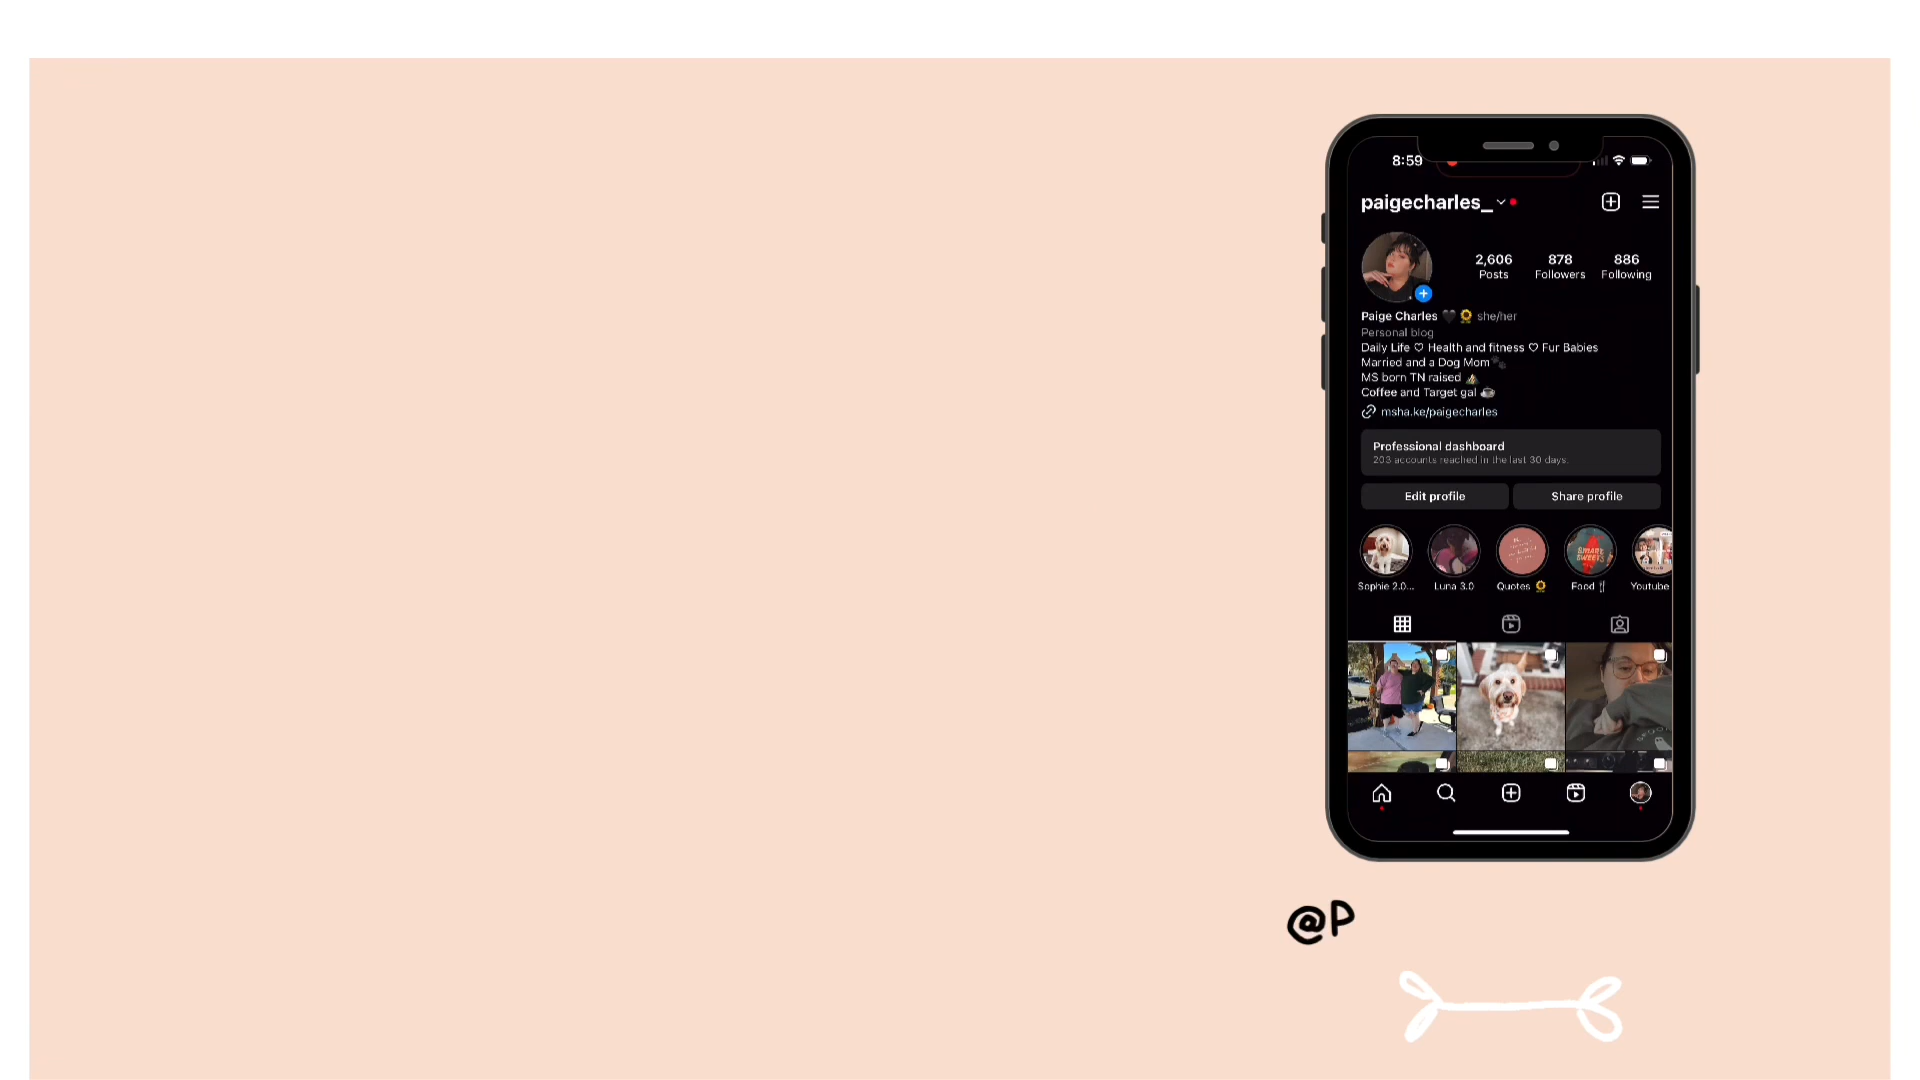 8:59
paigecharles_
2,606 878 886
Posts Followers Following
Paige Charles 🖤 🌻 she/her
Personal blog
Daily Life ♡ Health and fitness ♡ Fur Babies
Married and a Dog Mom🐾
MS born TN raised ⛰️
Coffee and Target gal ☕
msha.ke/paigecharles
Professional dashboard
203 accounts reached in the last 30 days.
Edit profile Share profile
SMART
SWEETS
Sophie 2.0... Luna 3.0 Quotes 🌻 Food 🍴 Youtube
@P